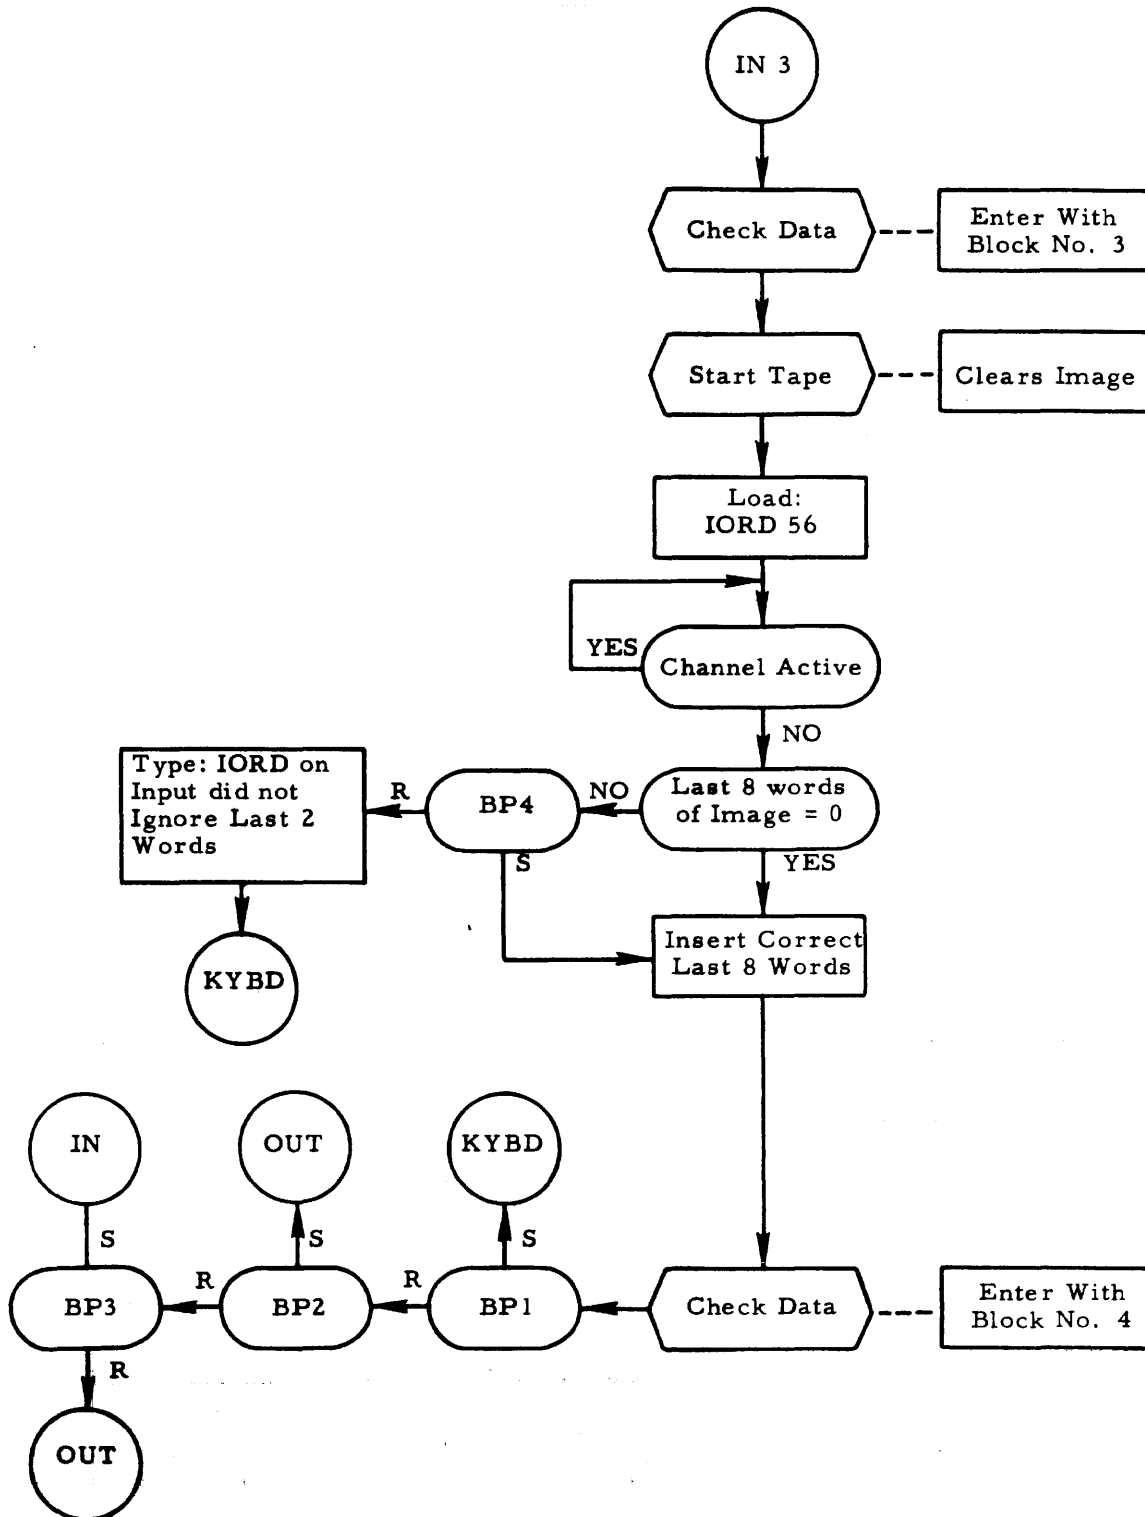 IN 3
Check Data
Enter With
Block No. 3
Start Tape
Clears Image
Load:
IORD 56
YES
Channel Active
NO
Type: IORD on
Input did not
Ignore Last 2
Words
R
BP4
NO
Last 8 words
of Image = 0
S
YES
Insert Correct
Last 8 Words
KYBD
IN
OUT
KYBD
S
S
S
BP3
R
BP2
R
BP1
Check Data
Enter With
Block No. 4
R
OUT